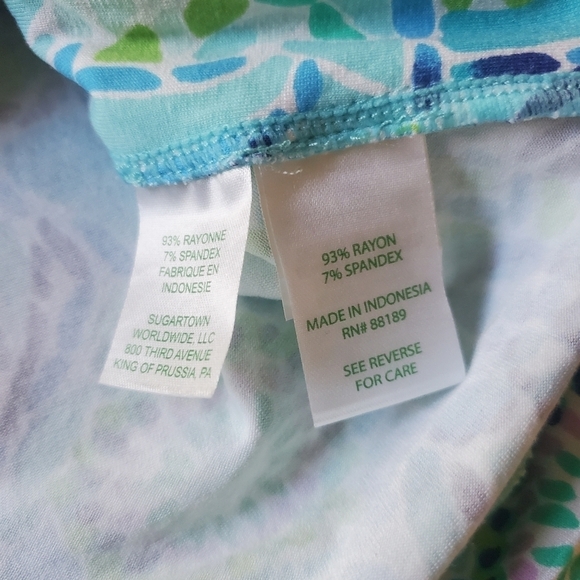 93% RAYONNE
7% SPANDEX
FABRIQUE EN
INDONESIE
SUGARTOWN
WORLDWIDE, LLC
800 THIRD AVENUE
KING OF PRUSSIA, PA
93% RAYON
7% SPANDEX
MADE IN INDONESIA
RN# 88189
SEE REVERSE
FOR CARE